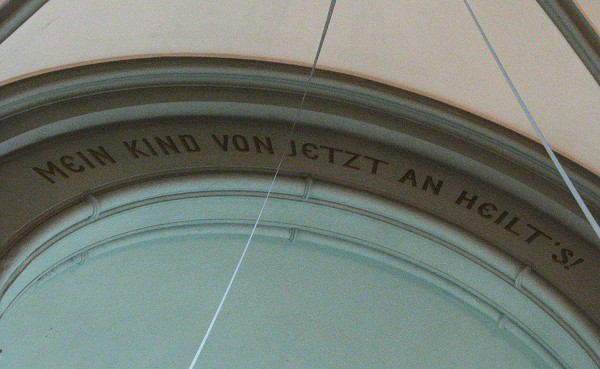 MEIN KIND VON JETZT AN HEILT'S!